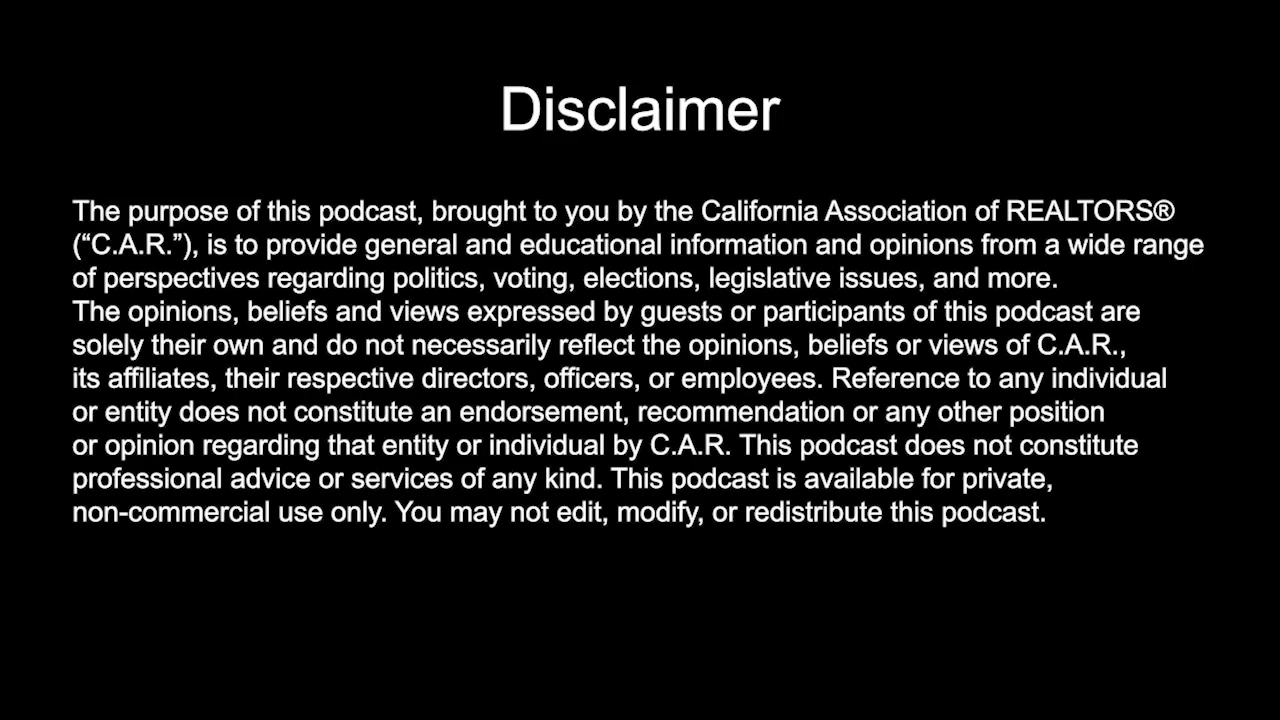 Disclaimer
The purpose of this podcast, brought to you by the California Association of REALTORS®
(“C.A.R.”), is to provide general and educational information and opinions from a wide range
of perspectives regarding politics, voting, elections, legislative issues, and more.
The opinions, beliefs and views expressed by guests or participants of this podcast are
solely their own and do not necessarily reflect the opinions, beliefs or views of C.A.R.,
its affiliates, their respective directors, officers, or employees. Reference to any individual
or entity does not constitute an endorsement, recommendation or any other position
or opinion regarding that entity or individual by C.A.R. This podcast does not constitute
professional advice or services of any kind. This podcast is available for private,
non-commercial use only. You may not edit, modify, or redistribute this podcast.